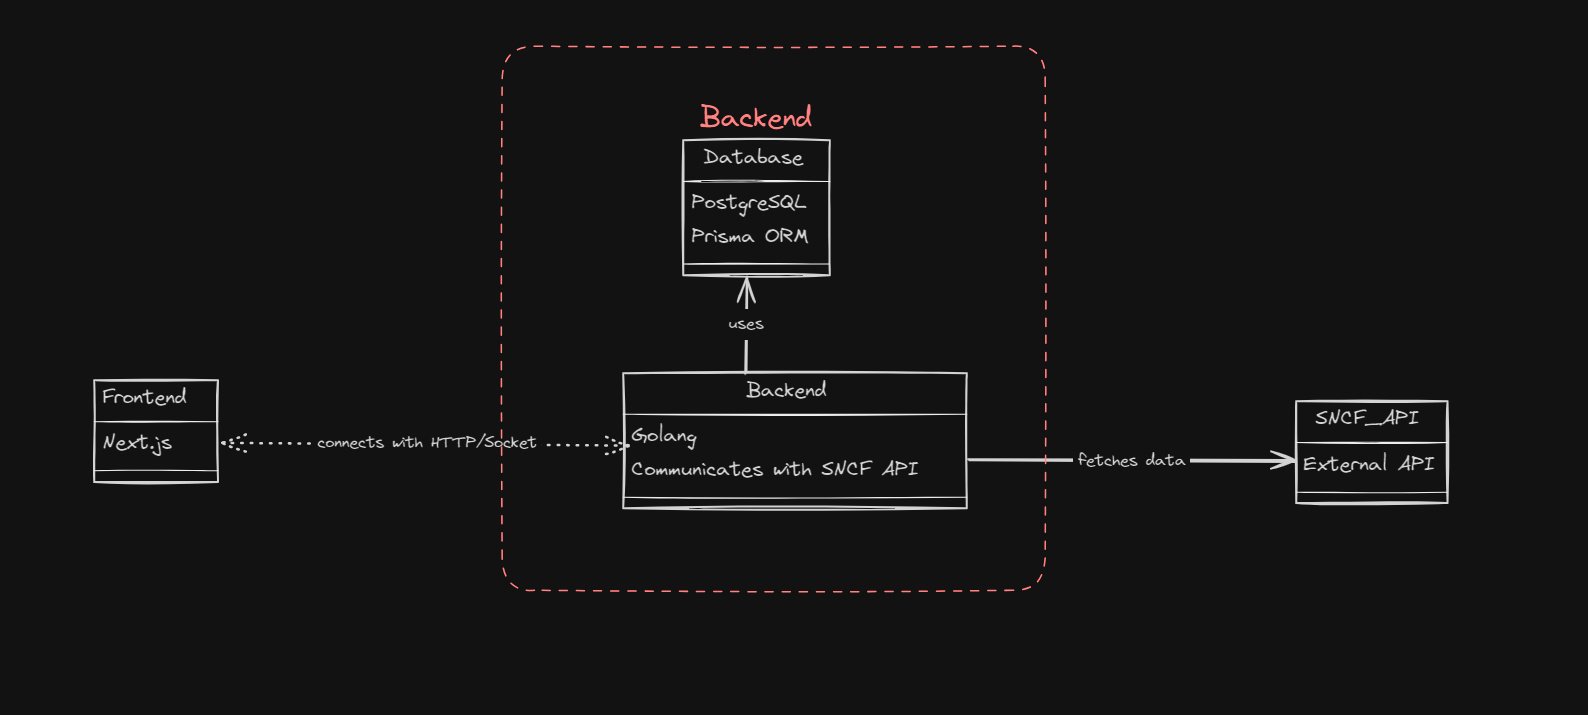 Backend
Database
PostgreSQL
Prisma ORM
uses
Frontend
Next.js
connects with HTTP/Socket
Backend
Golang
Communicates with SNCF API
fetches data
SNCF_API
External API